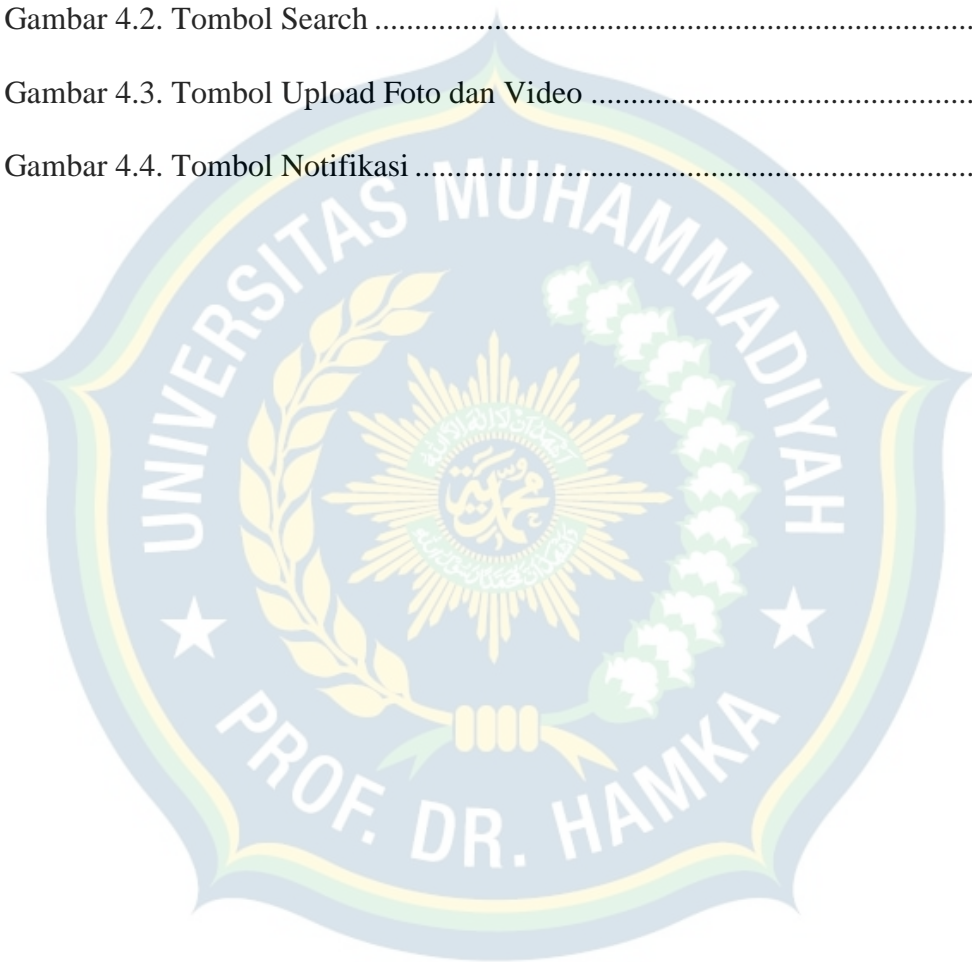 Gambar 4.2. Tombol Search ........................................................................
Gambar 4.3. Tombol Upload Foto dan Video ...............................................
Gambar 4.4. Tombol Notifikasi ...................................................................
UNIVERSITAS MUHAMMADIYAH
PROF. DR. HAMKA